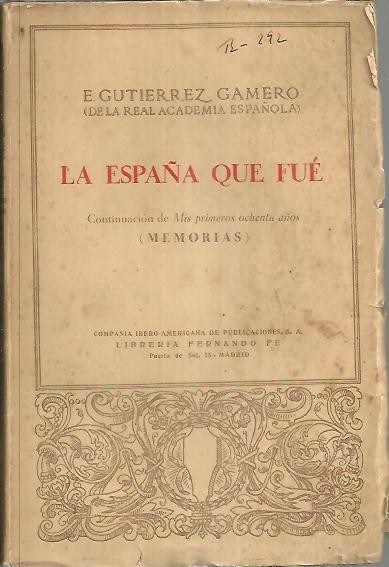 B-292
E. GUTIERREZ GAMERO
(DE LA REAL ACADEMIA ESPAÑOLA)
LA ESPAÑA QUE FUÉ
Continuación de Mis primeros ochenta años
(MEMORIAS)
COMPAÑIA IBERO-AMERICANA DE PUBLICACIONES, S. A.
LIBRERIA FERNANDO FE
Puerta de Sol, 15 - MADRID